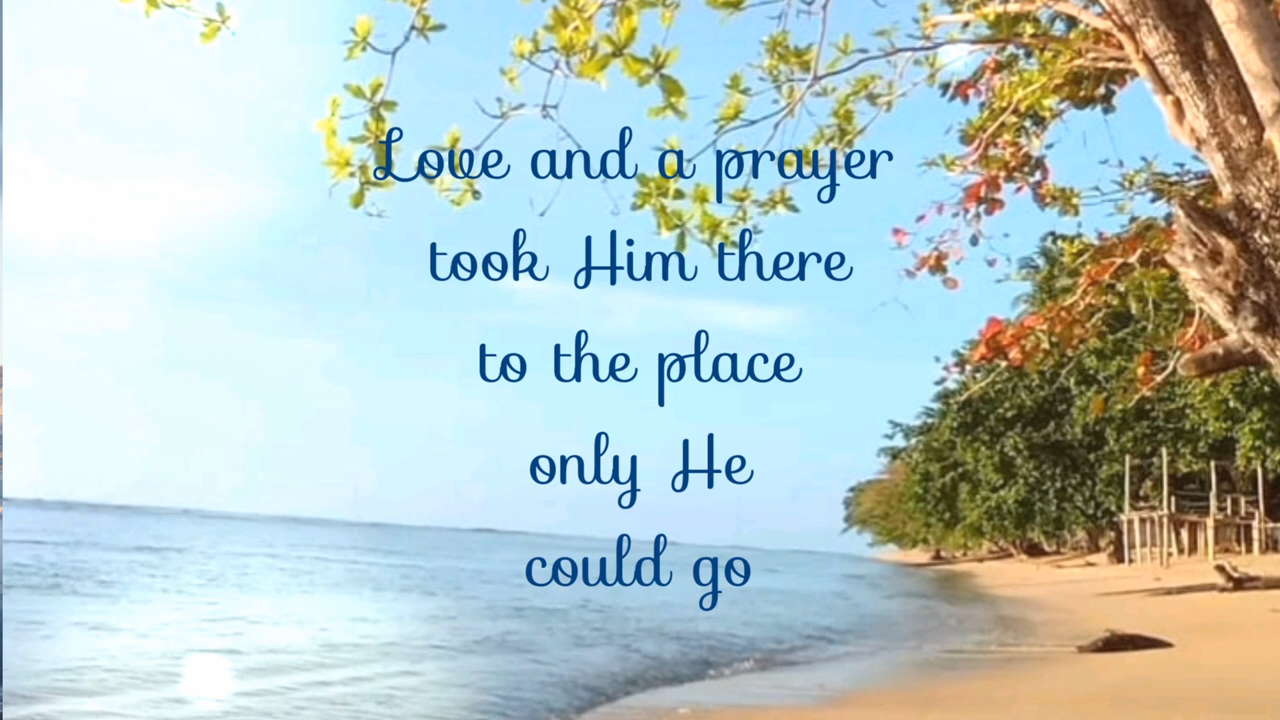 Love and a prayer
took Him there
to the place
only He
could go